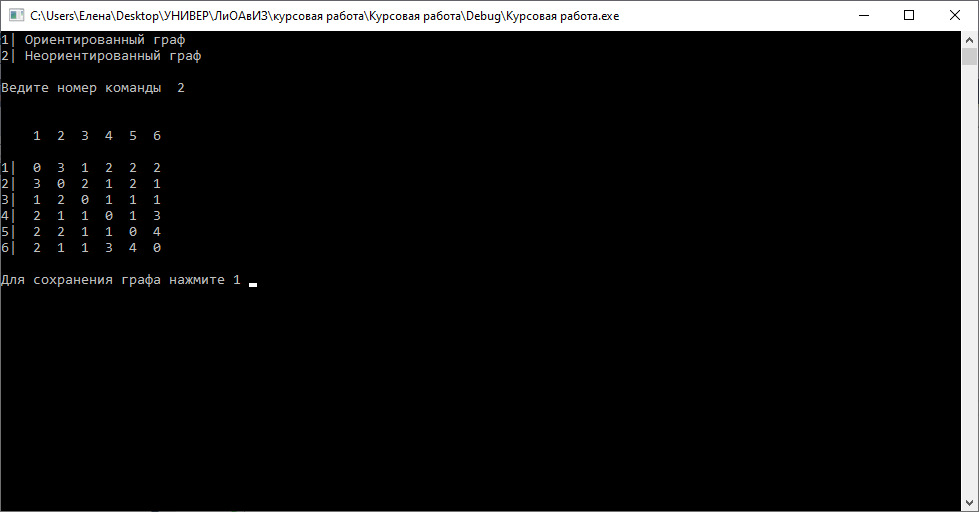 C:\Users\Елена\Desktop\УНИВЕР\ЛиОАвИЗ\курсовая работа\Курсовая работа\Debug\Курсовая работа.exe
1| Ориентированный граф
2| Неориентированный граф
Ведите номер команды  2
    1  2  3  4  5  6
1|  0  3  1  2  2  2
2|  3  0  2  1  2  1
3|  1  2  0  1  1  1
4|  2  1  1  0  1  3
5|  2  2  1  1  0  4
6|  2  1  1  3  4  0
Для сохранения графа нажмите 1